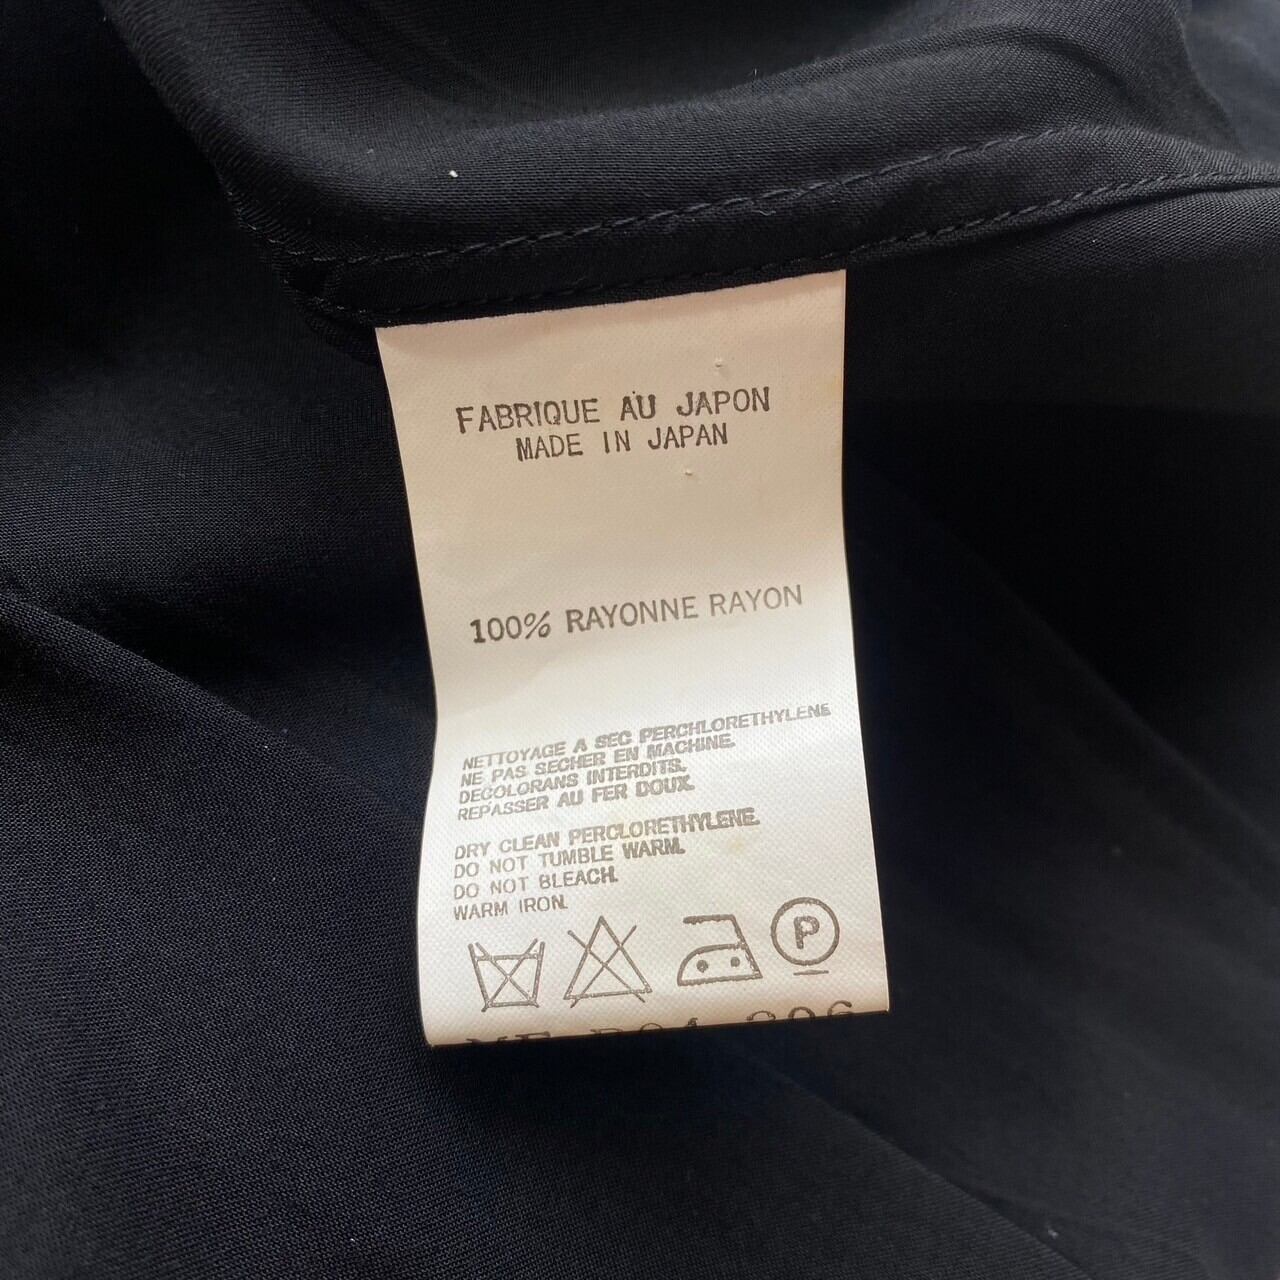 FABRIQUE AU JAPON
MADE IN JAPAN
100% RAYONNE RAYON
NETTOYAGE A SEC PERCHLORETHYLENE
NE PAS SECHER EN MACHINE.
DECOLORANS INTERDITS.
REPASSER AU FER DOUX.
DRY CLEAN PERCLORETHYLENE.
DO NOT TUMBLE WARM.
DO NOT BLEACH.
WARM IRON.
P